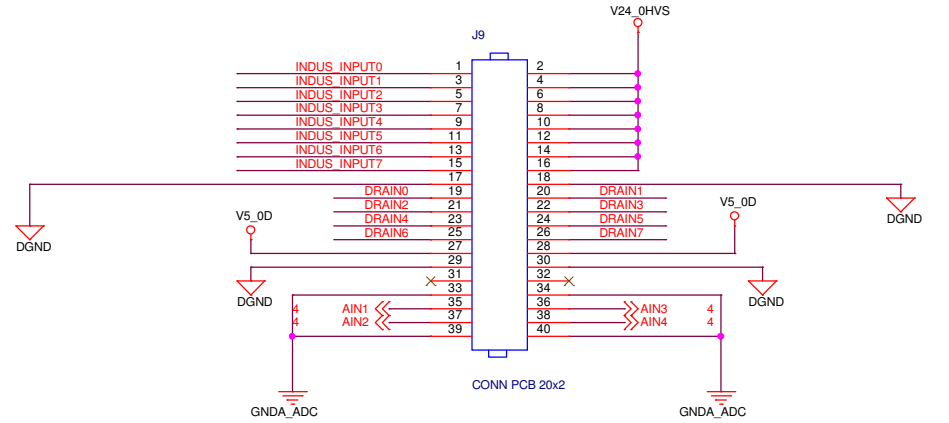 V24_0HVS
J9
INDUS_INPUT0 1 2
INDUS_INPUT1 3 4
INDUS_INPUT2 5 6
INDUS_INPUT3 7 8
INDUS_INPUT4 9 10
INDUS_INPUT5 11 12
INDUS_INPUT6 13 14
INDUS_INPUT7 15 16
17 18
DRAIN0 19 20 DRAIN1
DRAIN2 21 22 DRAIN3
V5_0D DRAIN4 23 24 DRAIN5 V5_0D
DGND DRAIN6 25 26 DRAIN7 DGND
27 28
29 30
31 32
DGND 33 34 DGND
4 AIN1 35 36 AIN3 4
4 AIN2 37 38 AIN4 4
39 40
CONN PCB 20x2
GNDA_ADC GNDA_ADC